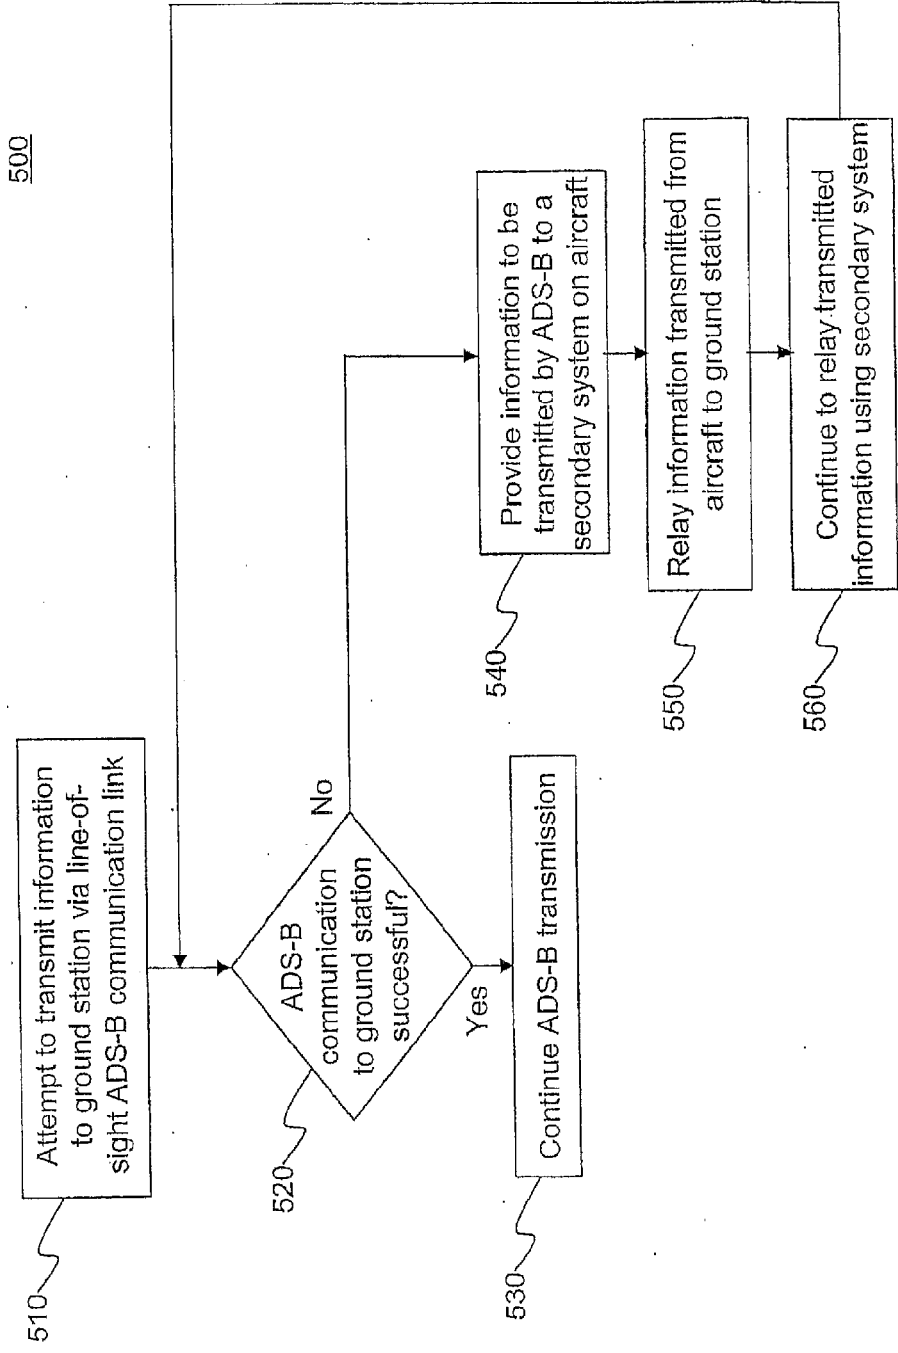 500
Attempt to transmit information
to ground station via line-of-
sight ADS-B communication link
510
ADS-B
communication
to ground station
successful?
520
No
Yes
Continue ADS-B transmission
530
Provide information to be
transmitted by ADS-B to a
secondary system on aircraft
540
Relay information transmitted from
aircraft to ground station
550
Continue to relay transmitted
information using secondary system
560